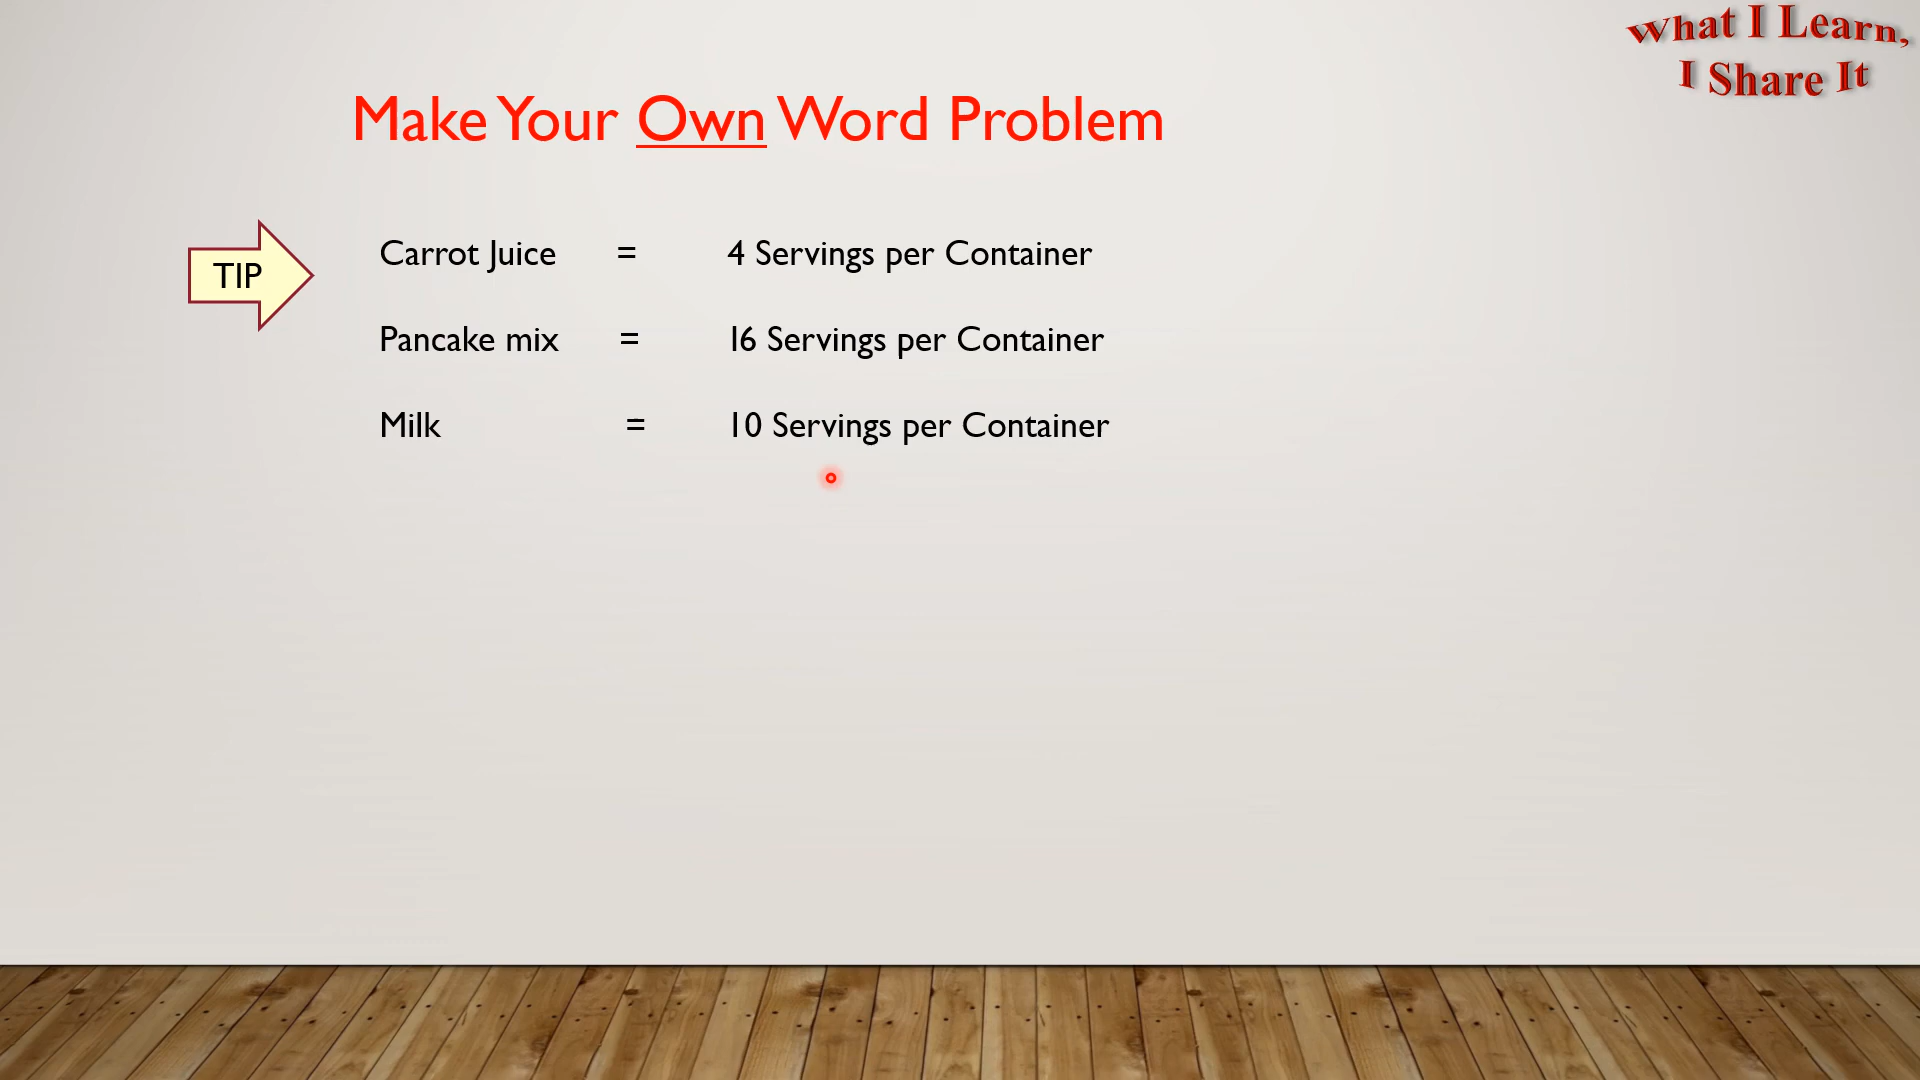 What I Learn,
I Share It
Make Your Own Word Problem
TIP
Carrot Juice = 4 Servings per Container
Pancake mix = 16 Servings per Container
Milk = 10 Servings per Container